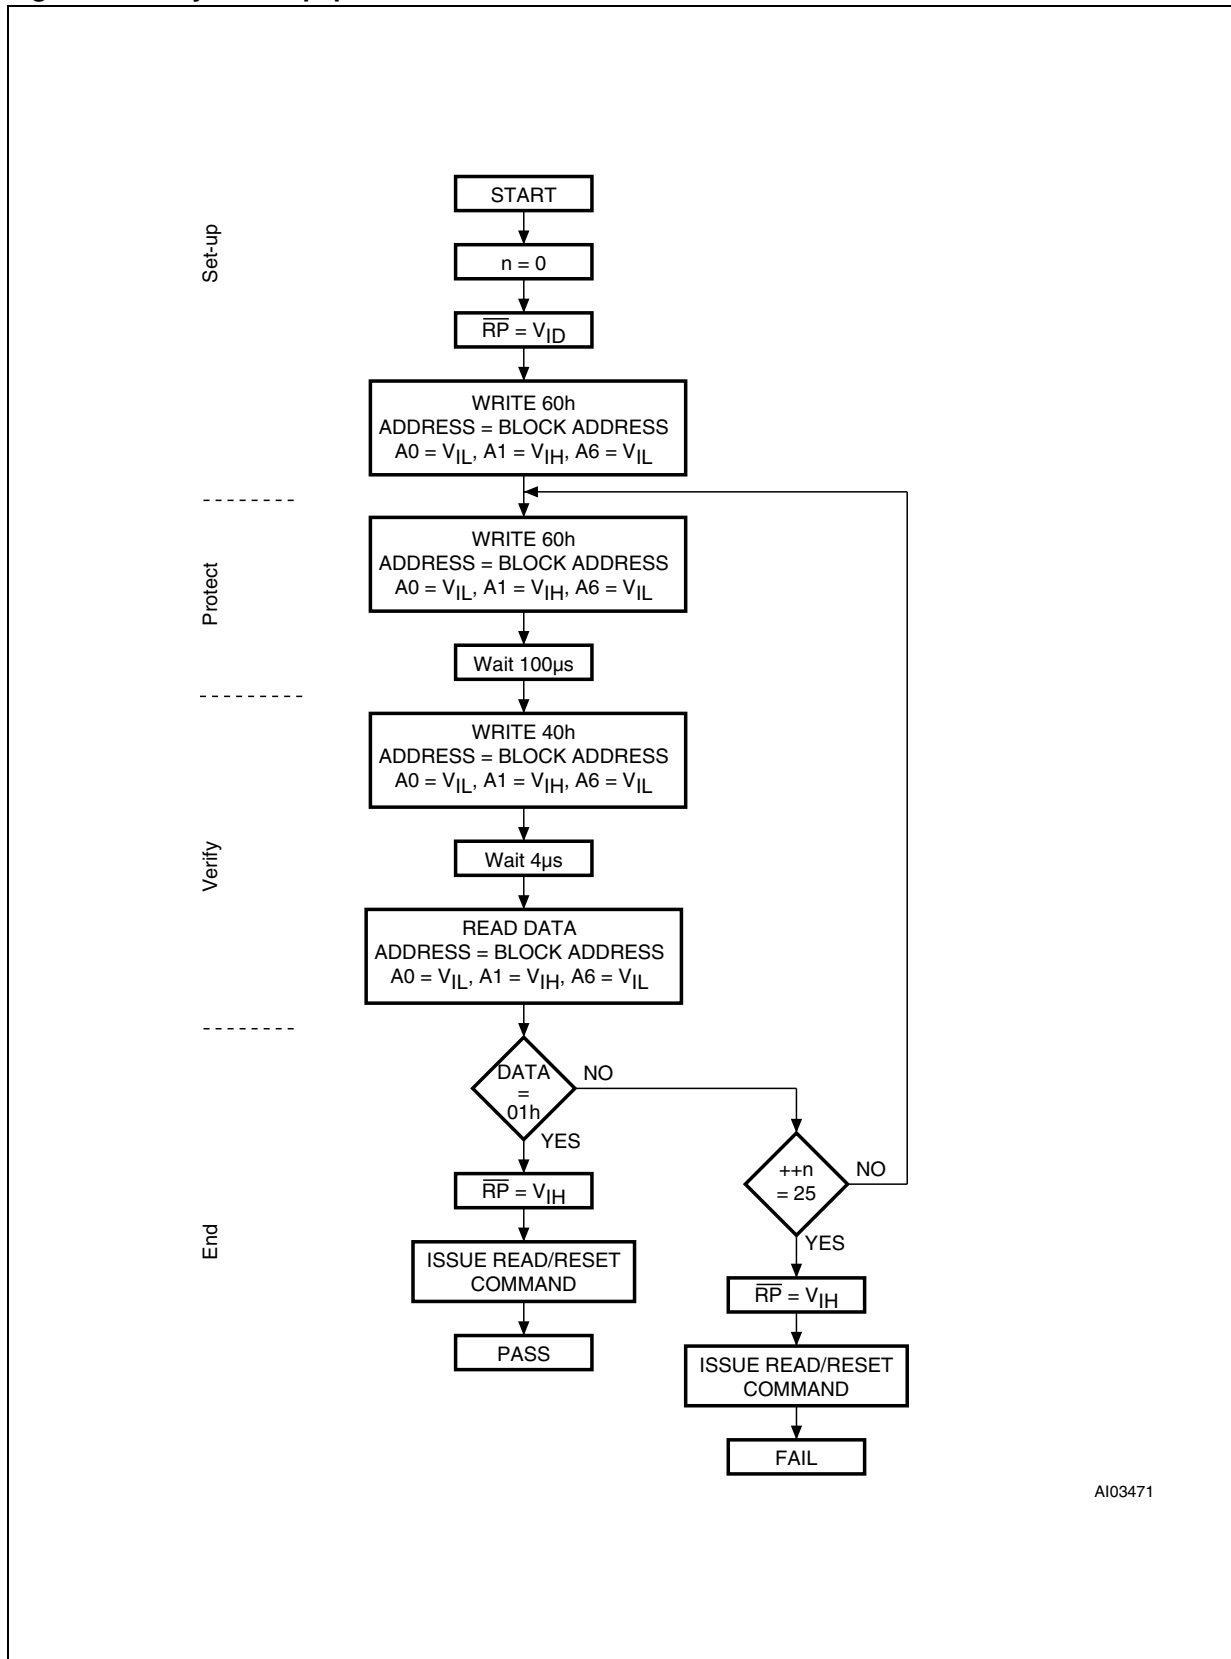 Set-up
START
n = 0
RP = VID
WRITE 60h
ADDRESS = BLOCK ADDRESS
A0 = VIL, A1 = VIH, A6 = VIL
Protect
WRITE 60h
ADDRESS = BLOCK ADDRESS
A0 = VIL, A1 = VIH, A6 = VIL
Wait 100µs
Verify
WRITE 40h
ADDRESS = BLOCK ADDRESS
A0 = VIL, A1 = VIH, A6 = VIL
Wait 4µs
READ DATA
ADDRESS = BLOCK ADDRESS
A0 = VIL, A1 = VIH, A6 = VIL
End
DATA
=
01h
NO
YES
RP = VIH
ISSUE READ/RESET
COMMAND
PASS
++n
= 25
NO
YES
RP = VIH
ISSUE READ/RESET
COMMAND
FAIL
AI03471